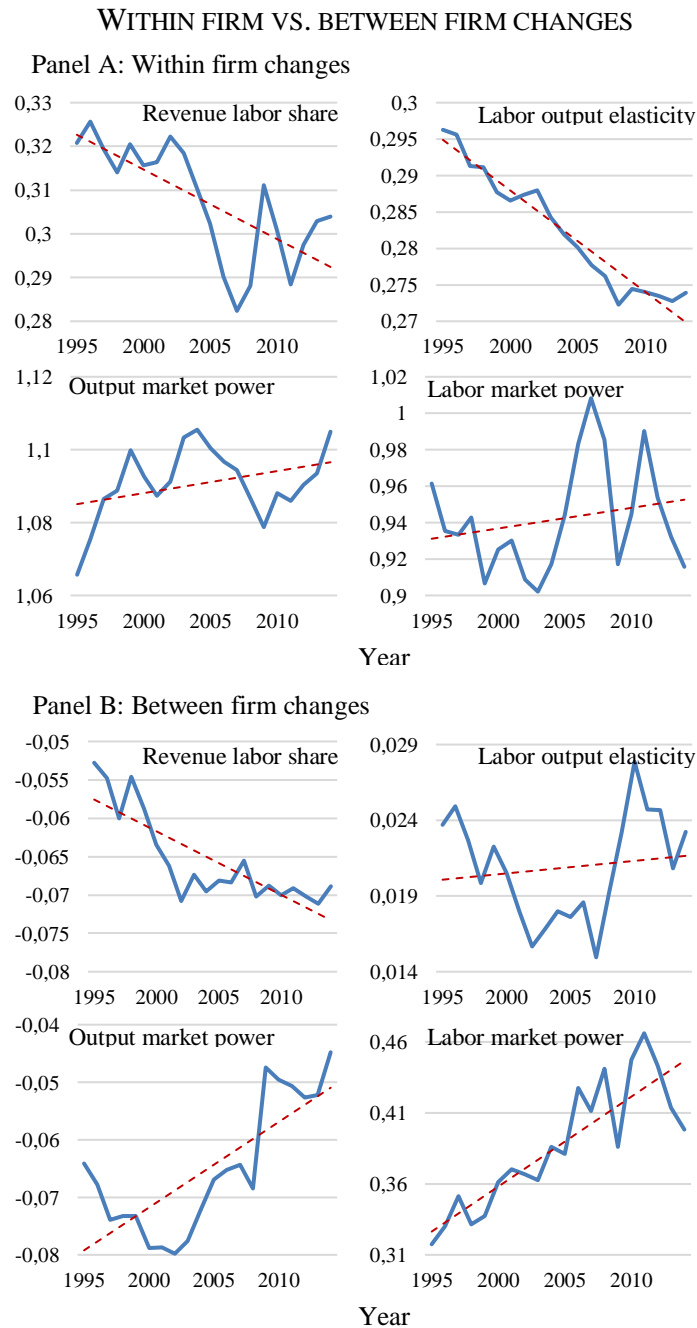 WITHIN FIRM VS. BETWEEN FIRM CHANGES
Panel A: Within firm changes
Revenue labor share
0,33
0,32
0,31
0,3
0,29
0,28
1995 2000 2005 2010
Labor output elasticity
0,3
0,295
0,29
0,285
0,28
0,275
0,27
1995 2000 2005 2010
Output market power
1,12
1,1
1,08
1,06
1995 2000 2005 2010
Labor market power
1,02
1
0,98
0,96
0,94
0,92
0,9
1995 2000 2005 2010
Year
Panel B: Between firm changes
Revenue labor share
-0,05
-0,055
-0,06
-0,065
-0,07
-0,075
-0,08
1995 2000 2005 2010
Labor output elasticity
0,029
0,024
0,019
0,014
1995 2000 2005 2010
Output market power
-0,04
-0,05
-0,06
-0,07
-0,08
1995 2000 2005 2010
Labor market power
0,46
0,41
0,36
0,31
1995 2000 2005 2010
Year